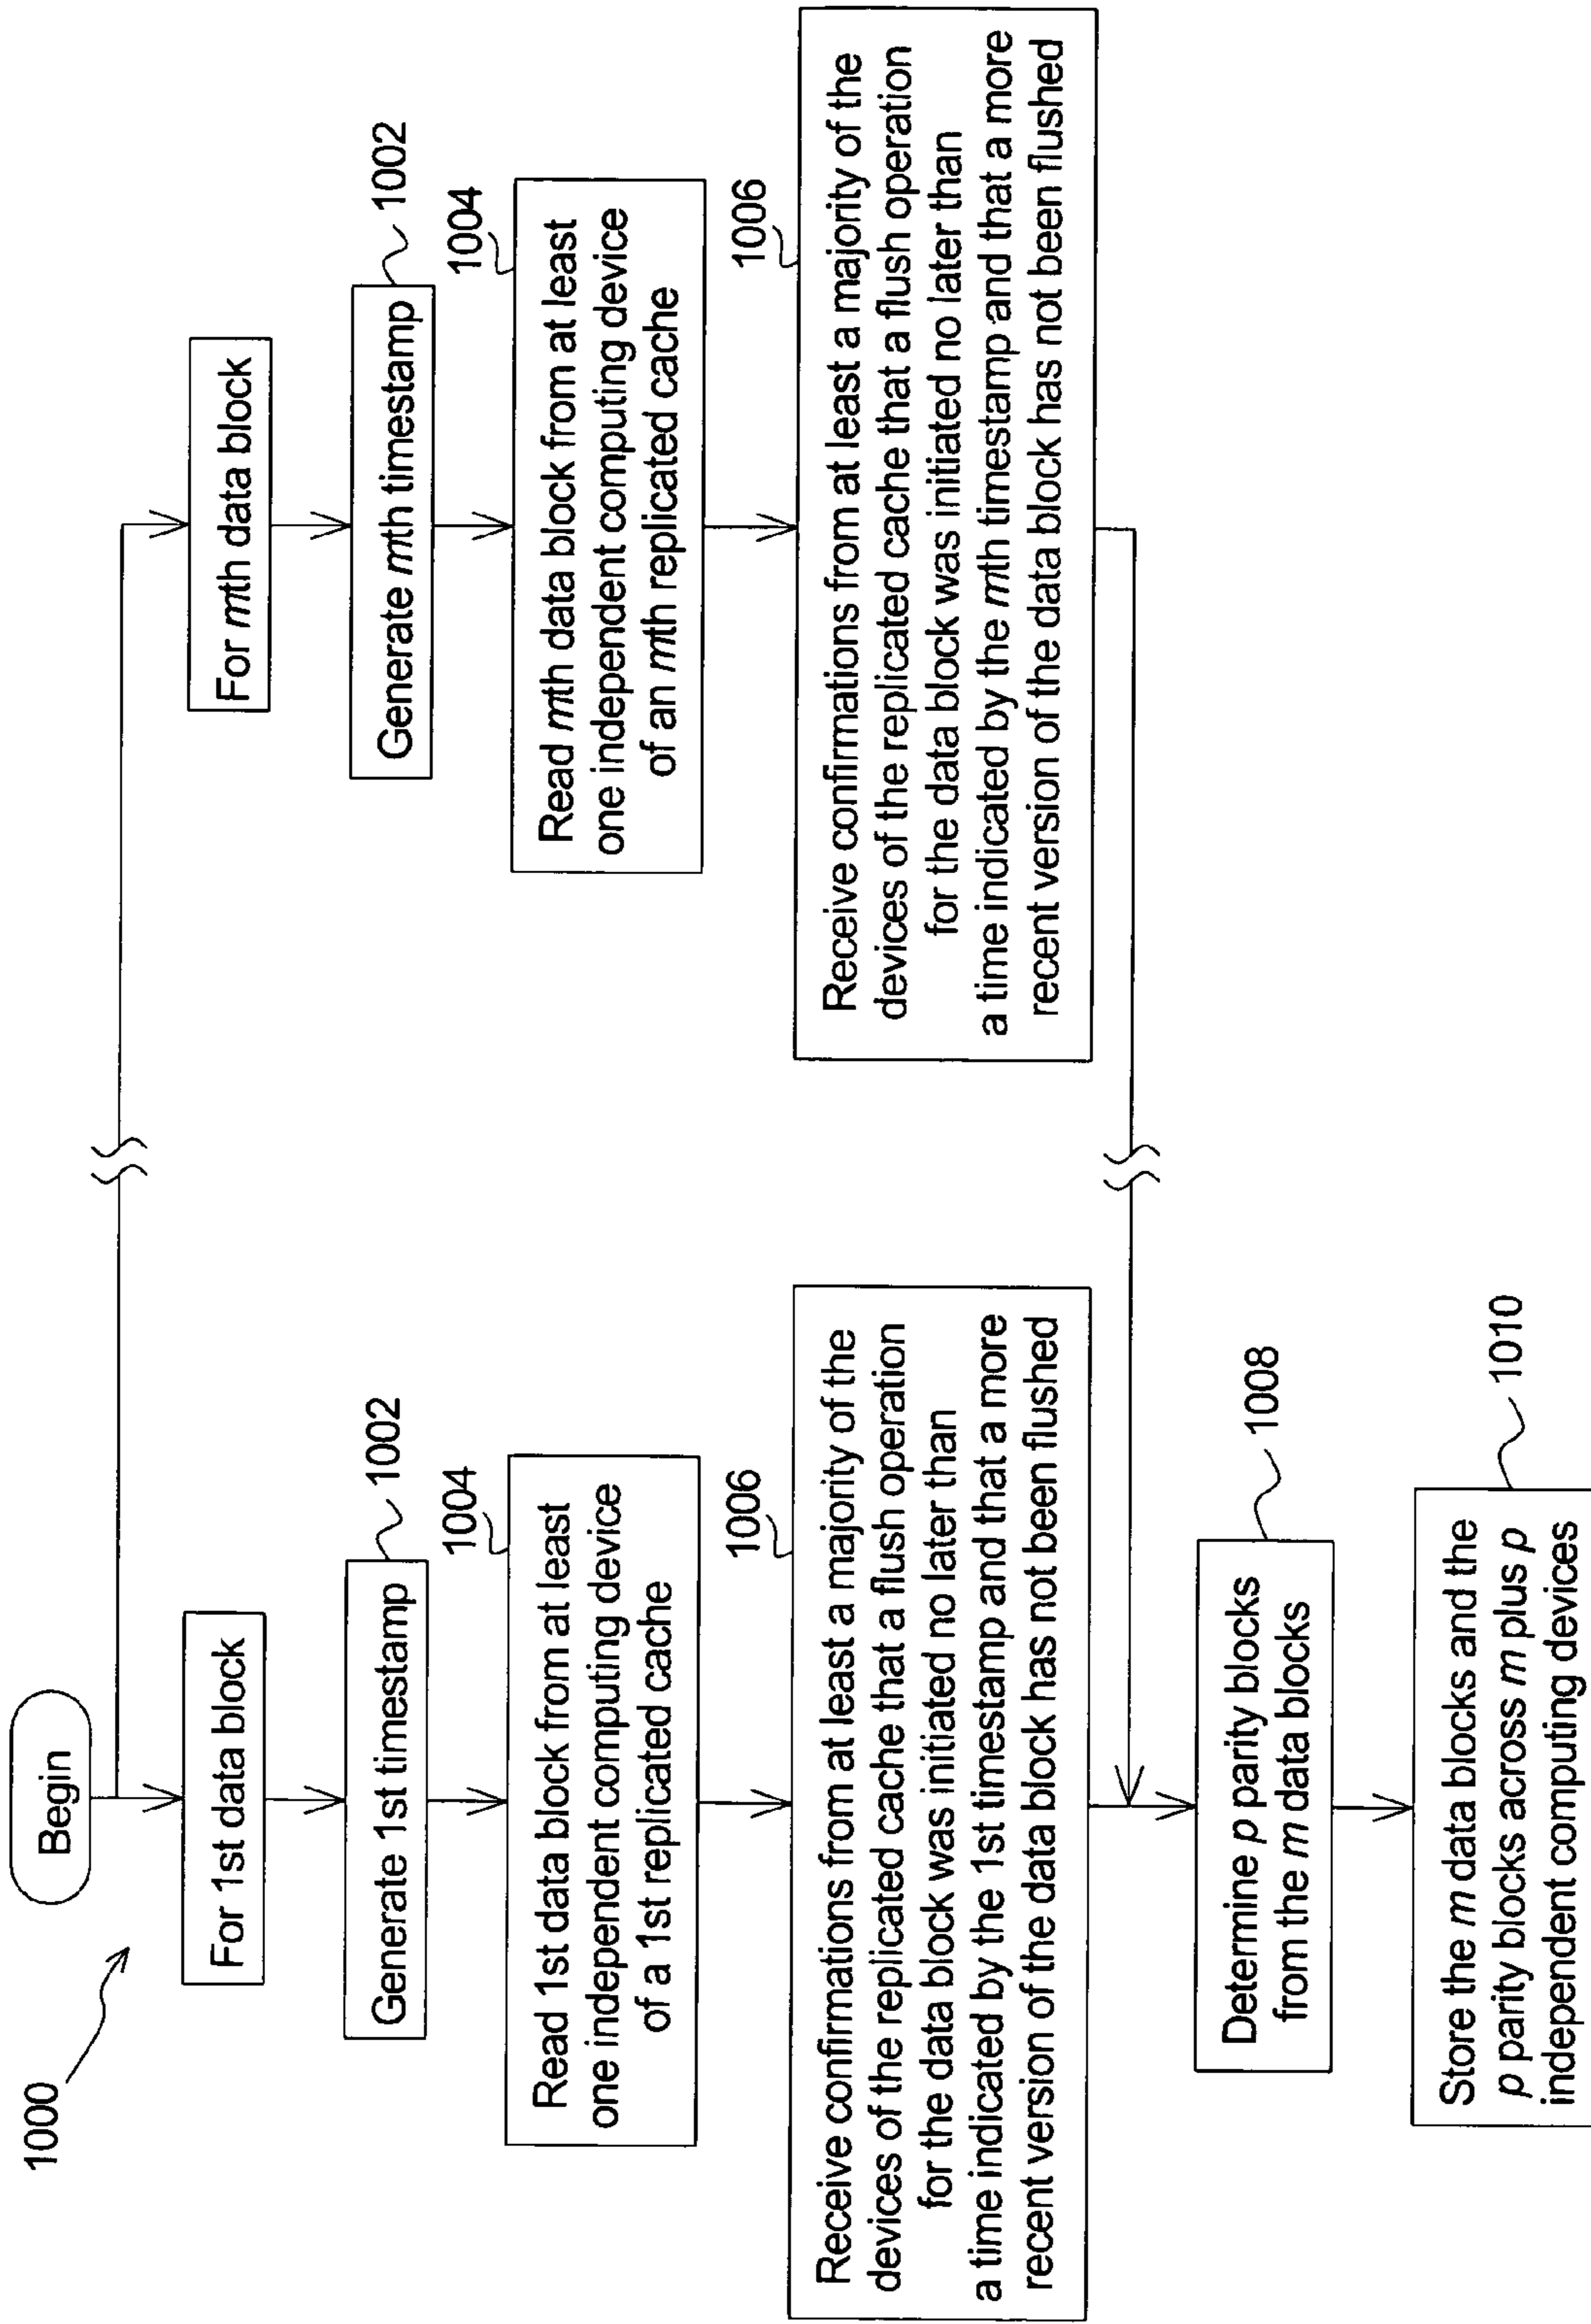 1000
Begin
For 1st data block
Generate 1st timestamp
1002
1004
Read 1st data block from at least
one independent computing device
of a 1st replicated cache
1006
Receive confirmations from at least a majority of the
devices of the replicated cache that a flush operation
for the data block was initiated no later than
a time indicated by the 1st timestamp and that a more
recent version of the data block has not been flushed
For mth data block
Generate mth timestamp
1002
1004
Read mth data block from at least
one independent computing device
of an mth replicated cache
1006
Receive confirmations from at least a majority of the
devices of the replicated cache that a flush operation
for the data block was initiated no later than
a time indicated by the mth timestamp and that a more
recent version of the data block has not been flushed
Determine p parity blocks
from the m data blocks
1008
Store the m data blocks and the
p parity blocks across m plus p
independent computing devices
1010